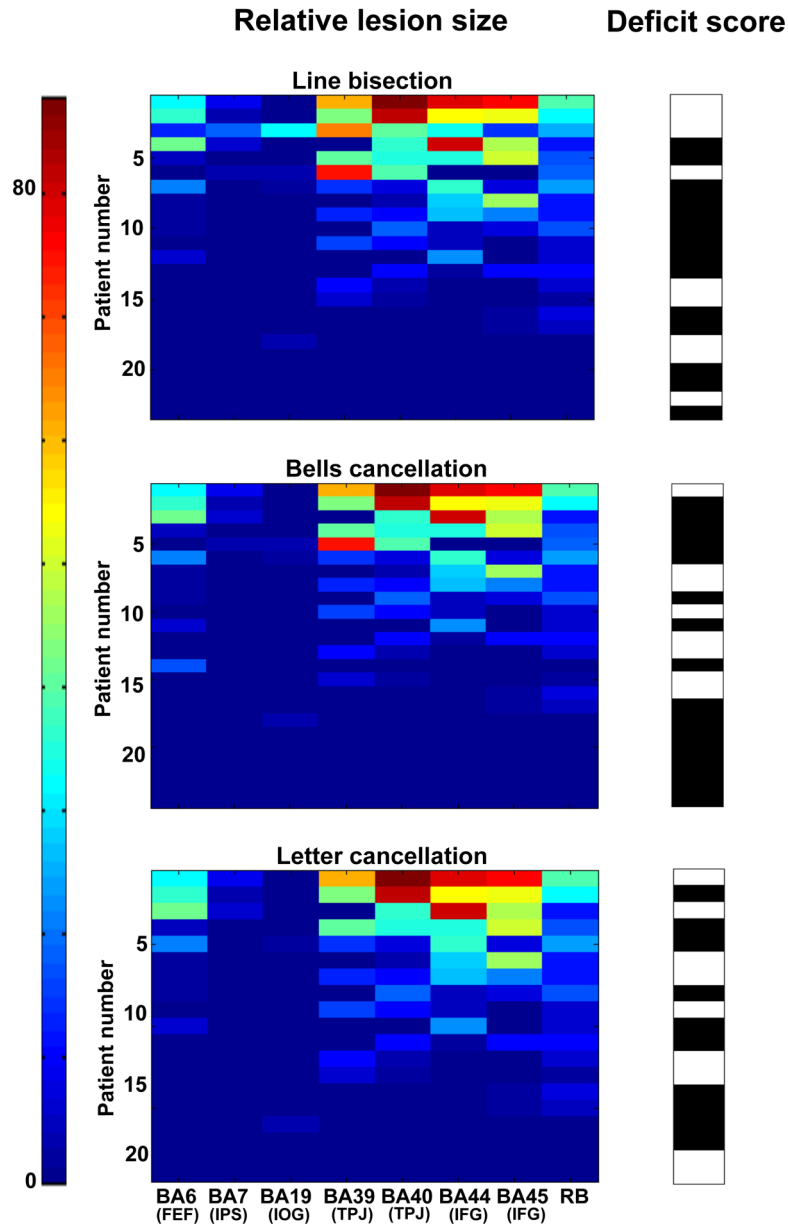 Relative lesion size Deficit score
Line bisection
80
0
Patient number
5
10
15
20
Bells cancellation
Patient number
5
10
15
20
Letter cancellation
Patient number
5
10
15
20
BA6 BA7 BA19 BA39 BA40 BA44 BA45 RB
(FEF) (IPS) (IOG) (TPJ) (TPJ) (IFG) (IFG)